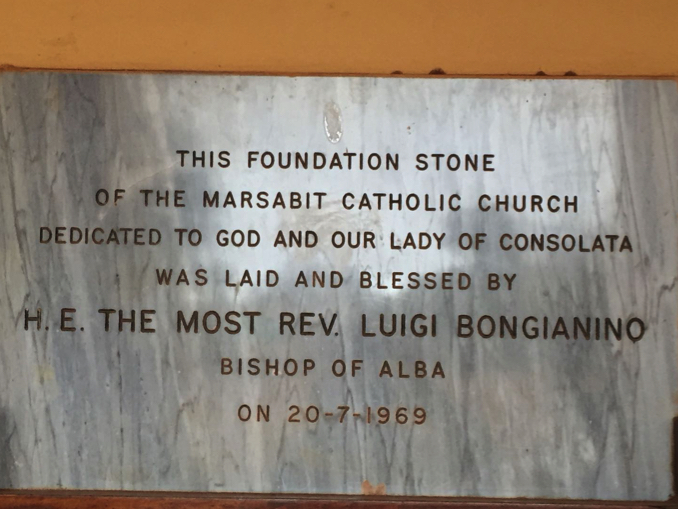 THIS FOUNDATION STONE
OF THE MARSABIT CATHOLIC CHURCH
DEDICATED TO GOD AND OUR LADY OF CONSOLATA
WAS LAID AND BLESSED BY
H. E. THE MOST REV. LUIGI BONGIANINO
BISHOP OF ALBA
ON 20-7-1969